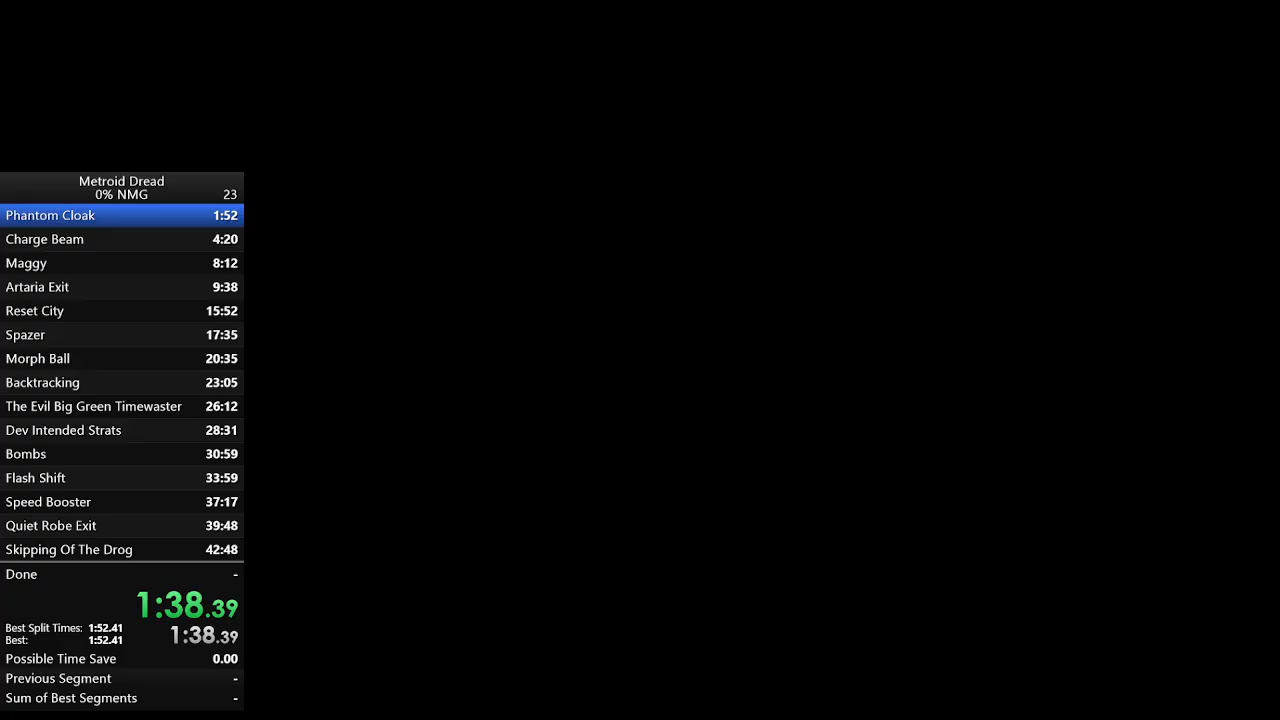 Metroid Dread
0% NMG 23
Phantom Cloak 1:52
Charge Beam 4:20
Maggy 8:12
Artaria Exit 9:38
Reset City 15:52
Spazer 17:35
Morph Ball 20:35
Backtracking 23:05
The Evil Big Green Timewaster 26:12
Dev Intended Strats 28:31
Bombs 30:59
Flash Shift 33:59
Speed Booster 37:17
Quiet Robe Exit 39:48
Skipping Of The Drog 42:48
Done -
1:38.39
Best Split Times: 1:52.41
Best: 1:52.41 1:38.39
Possible Time Save 0.00
Previous Segment -
Sum of Best Segments -